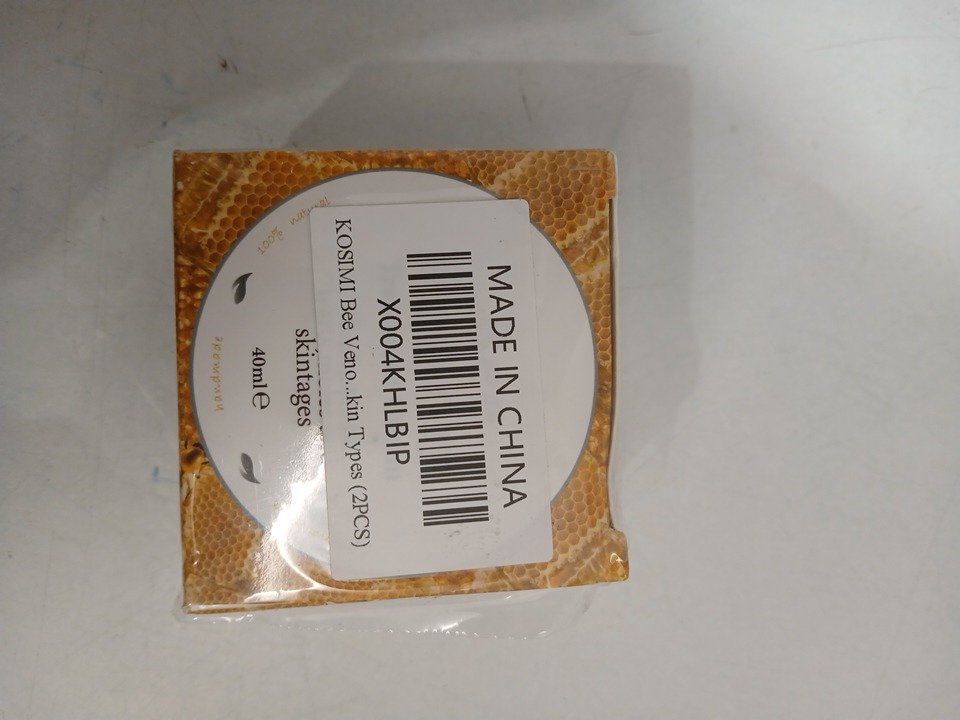 MADE IN CHINA
X004KHLBIP
KOSIMI Bee Veno...kin Types (2PCS)
100% natural
skintages
40ml℮
handmade